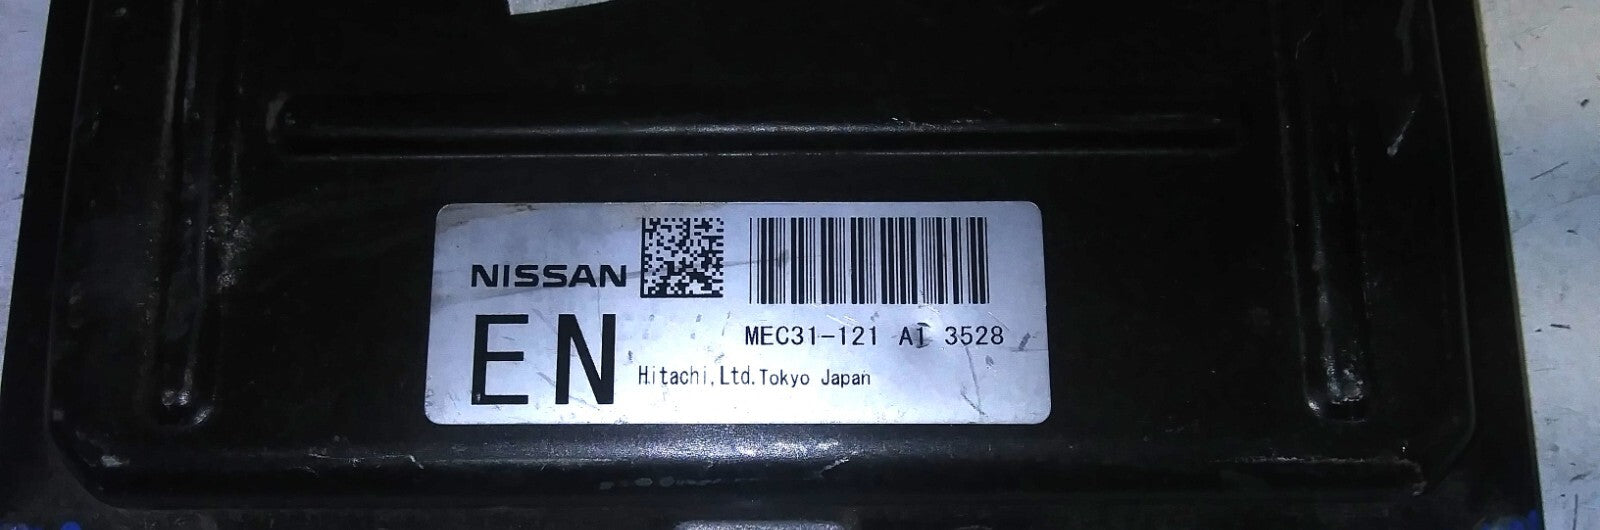 NISSAN
EN
MEC31-121 A1 3528
Hitachi,Ltd.Tokyo Japan